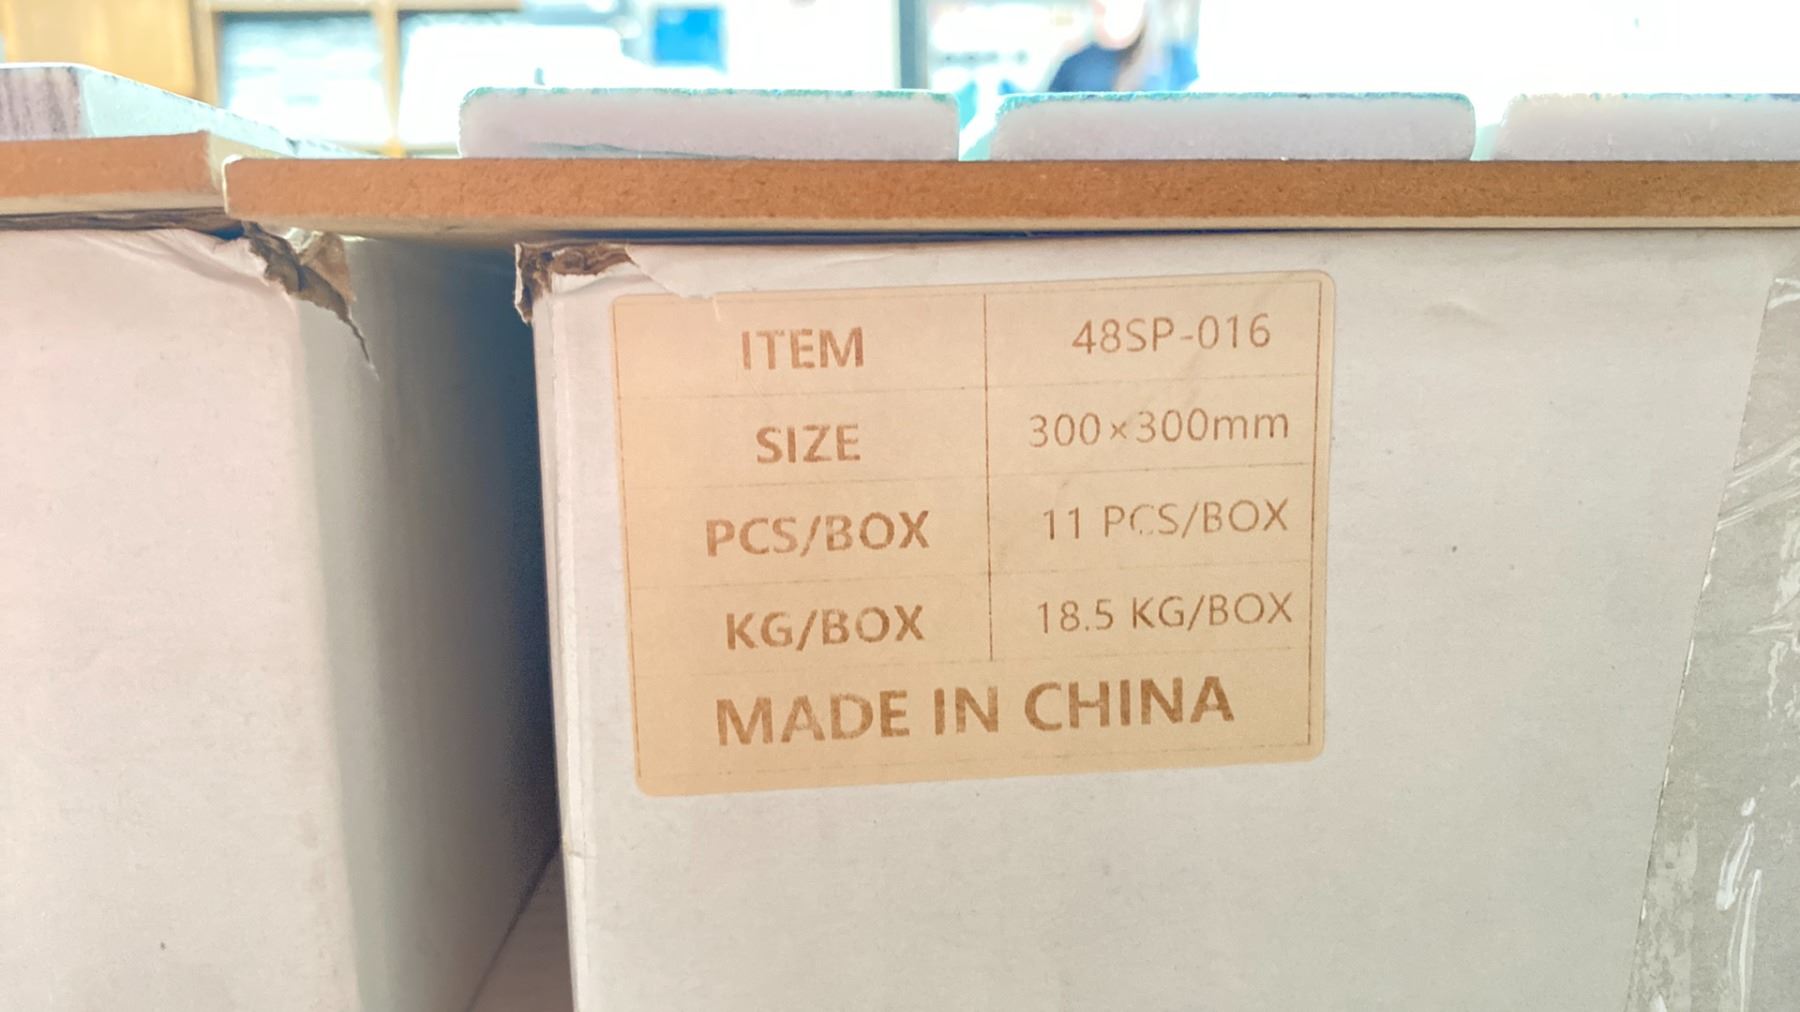 ITEM 48SP-016
SIZE 300×300mm
PCS/BOX 11 PCS/BOX
KG/BOX 18.5 KG/BOX
MADE IN CHINA